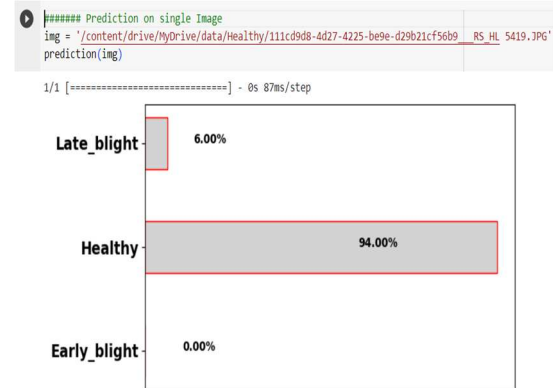 ####### Prediction on single Image
img = '/content/drive/MyDrive/data/Healthy/111cd9d8-4d27-4225-be9e-d29b21cf56b9___RS_HL 5419.JPG'
prediction(img)
1/1 [==============================] - 0s 87ms/step
Late_blight 6.00%
Healthy 94.00%
Early_blight 0.00%